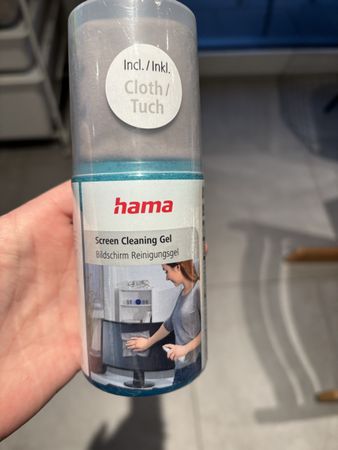 Incl. / Inkl.
Cloth /
Tuch
hama
Screen Cleaning Gel
Bildschirm Reinigungsgel